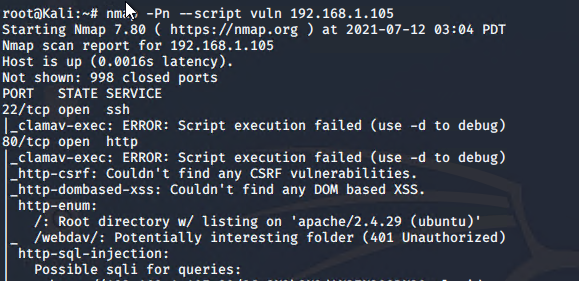 root@Kali:~# nmap -Pn --script vuln 192.168.1.105
Starting Nmap 7.80 ( https://nmap.org ) at 2021-07-12 03:04 PDT
Nmap scan report for 192.168.1.105
Host is up (0.0016s latency).
Not shown: 998 closed ports
PORT   STATE SERVICE
22/tcp open  ssh
|_clamav-exec: ERROR: Script execution failed (use -d to debug)
80/tcp open  http
|_clamav-exec: ERROR: Script execution failed (use -d to debug)
|_http-csrf: Couldn't find any CSRF vulnerabilities.
|_http-dombased-xss: Couldn't find any DOM based XSS.
| http-enum:
|   /: Root directory w/ listing on 'apache/2.4.29 (ubuntu)'
|_  /webdav/: Potentially interesting folder (401 Unauthorized)
| http-sql-injection:
|   Possible sqli for queries: